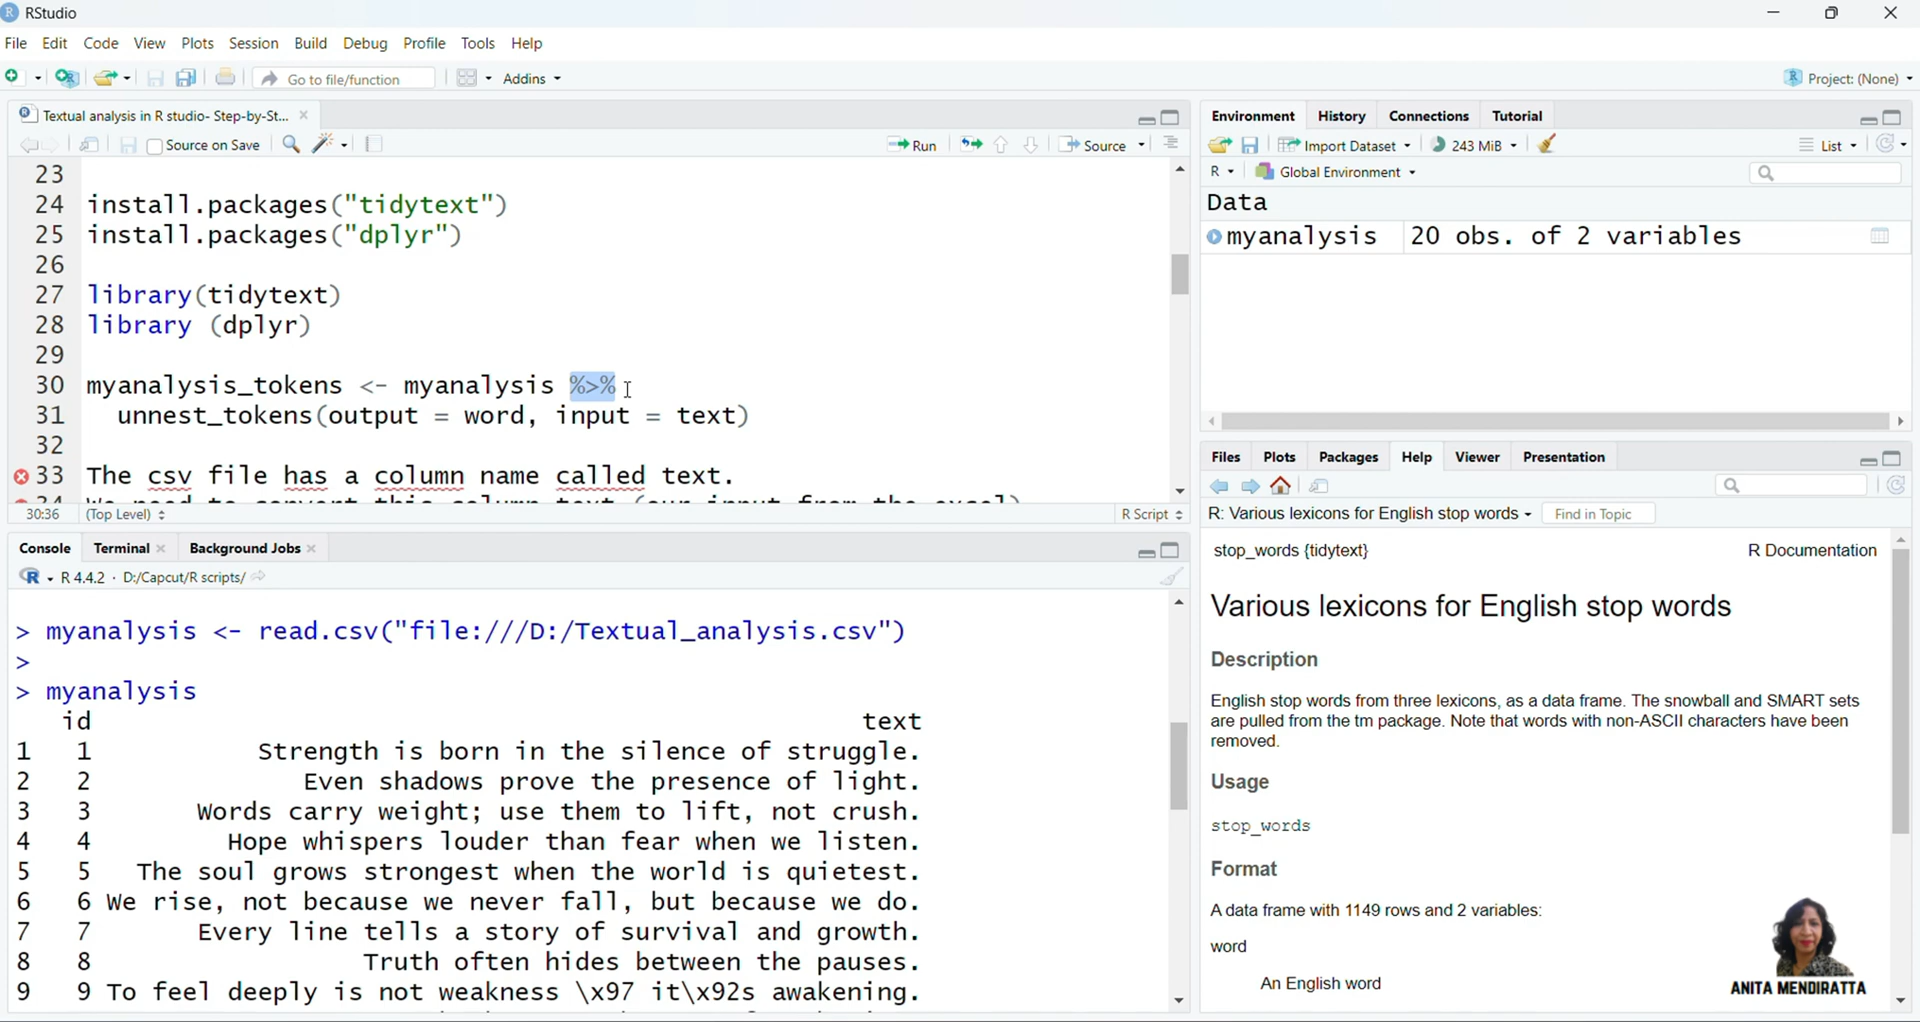 RStudio
File Edit Code View Plots Session Build Debug Profile Tools Help
Go to file/function Addins Project: (None)
Textual analysis in R studio- Step-by-St...
Source on Save Run Source
23
24 install.packages("tidytext")
25 install.packages("dplyr")
26
27 library(tidytext)
28 library (dplyr)
29
30 myanalysis_tokens <- myanalysis %>%
31 unnest_tokens(output = word, input = text)
32
33 The csv file has a column name called text.
30:36 (Top Level) R Script
Console Terminal Background Jobs
R 4.4.2 · D:/Capcut/R scripts/
> myanalysis <- read.csv("file:///D:/Textual_analysis.csv")
>
> myanalysis
id text
1 1 Strength is born in the silence of struggle.
2 2 Even shadows prove the presence of light.
3 3 Words carry weight; use them to lift, not crush.
4 4 Hope whispers louder than fear when we listen.
5 5 The soul grows strongest when the world is quietest.
6 6 We rise, not because we never fall, but because we do.
7 7 Every line tells a story of survival and growth.
8 8 Truth often hides between the pauses.
9 9 To feel deeply is not weakness \x97 it\x92s awakening.
Environment History Connections Tutorial
Import Dataset 243 MiB List
R Global Environment
Data
myanalysis 20 obs. of 2 variables
Files Plots Packages Help Viewer Presentation
R: Various lexicons for English stop words Find in Topic
stop_words {tidytext} R Documentation
Various lexicons for English stop words
Description
English stop words from three lexicons, as a data frame. The snowball and SMART sets
are pulled from the tm package. Note that words with non-ASCII characters have been
removed.
Usage
stop_words
Format
A data frame with 1149 rows and 2 variables:
word
An English word
ANITA MENDIRATTA